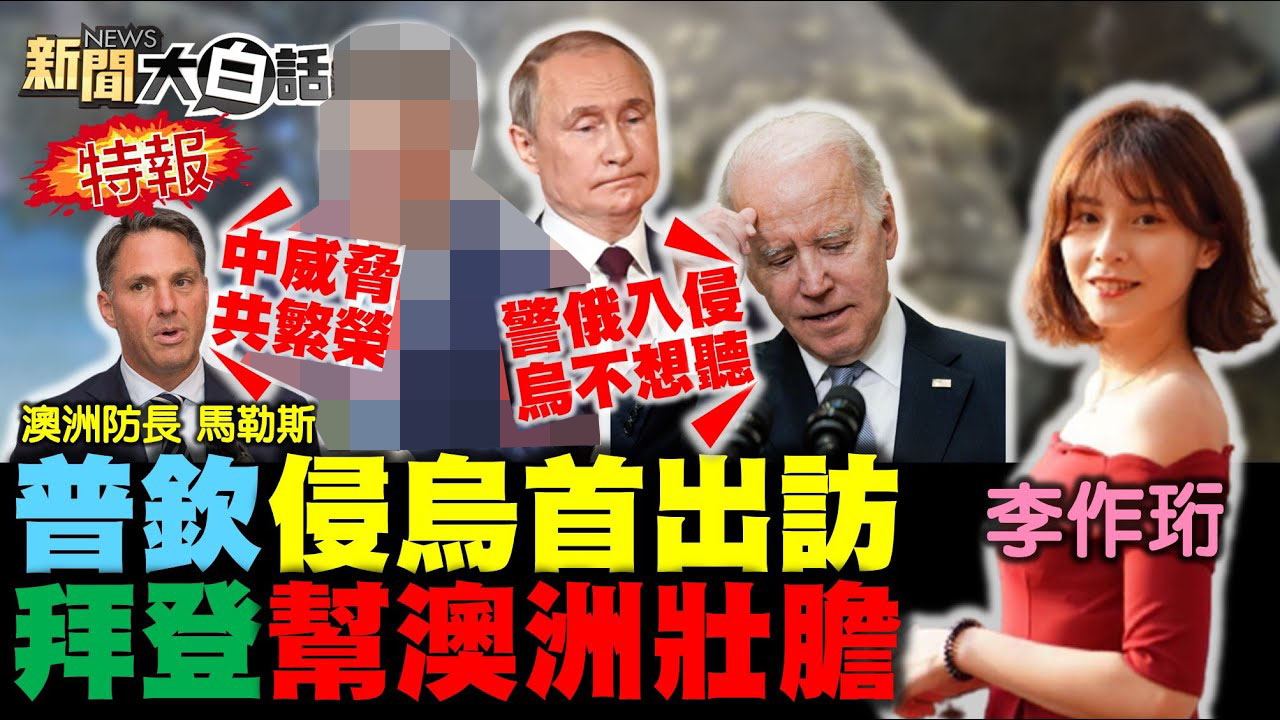 NEWS
新聞大白話
特報
中威脅
共繁榮
警俄入侵
烏不想聽
澳洲防長 馬勒斯
普欽侵烏首出訪
李作珩
拜登幫澳洲壯膽